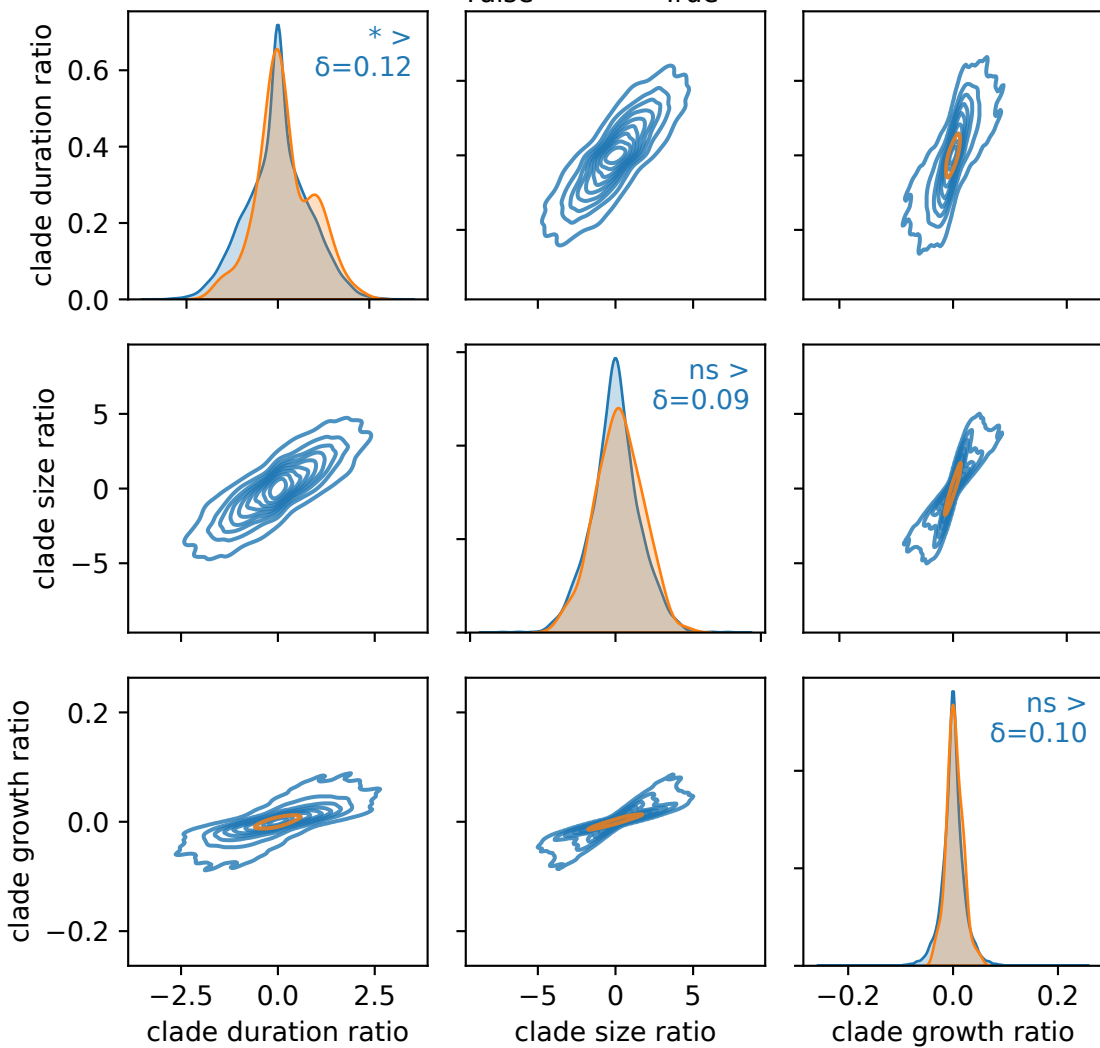 clade duration ratio
0.6
0.4
0.2
0.0
* >
δ=0.12
clade size ratio
5
0
−5
ns >
δ=0.09
clade growth ratio
0.2
0.0
−0.2
ns >
δ=0.10
−2.5 0.0 2.5
−5 0 5
−0.2 0.0 0.2
clade duration ratio
clade size ratio
clade growth ratio